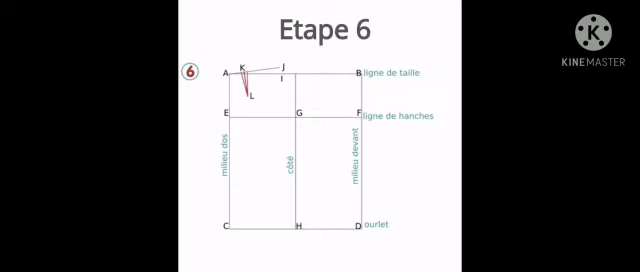 Etape 6
K
KINEMASTER
6
A
K
J
I
B
ligne de taille
L
E
G
F
ligne de hanches
milieu dos
côté
milieu devant
C
H
D
ourlet